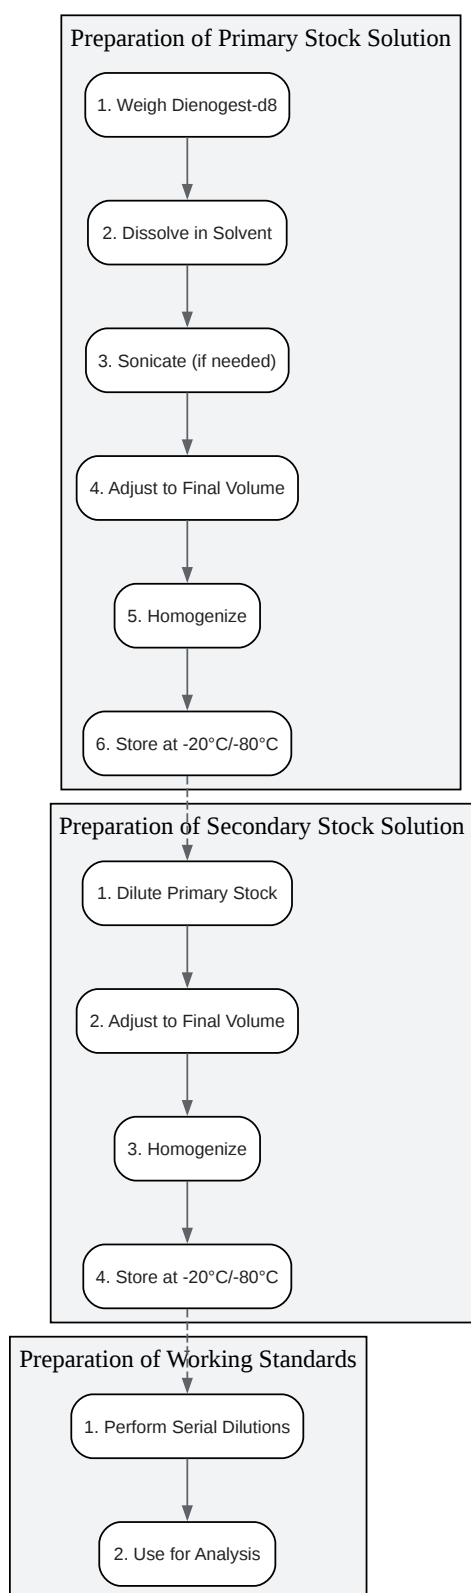 Preparation of Primary Stock Solution
1. Weigh Dienogest-d8
2. Dissolve in Solvent
3. Sonicate (if needed)
4. Adjust to Final Volume
5. Homogenize
6. Store at -20°C/-80°C
Preparation of Secondary Stock Solution
1. Dilute Primary Stock
2. Adjust to Final Volume
3. Homogenize
4. Store at -20°C/-80°C
Preparation of Working Standards
1. Perform Serial Dilutions
2. Use for Analysis